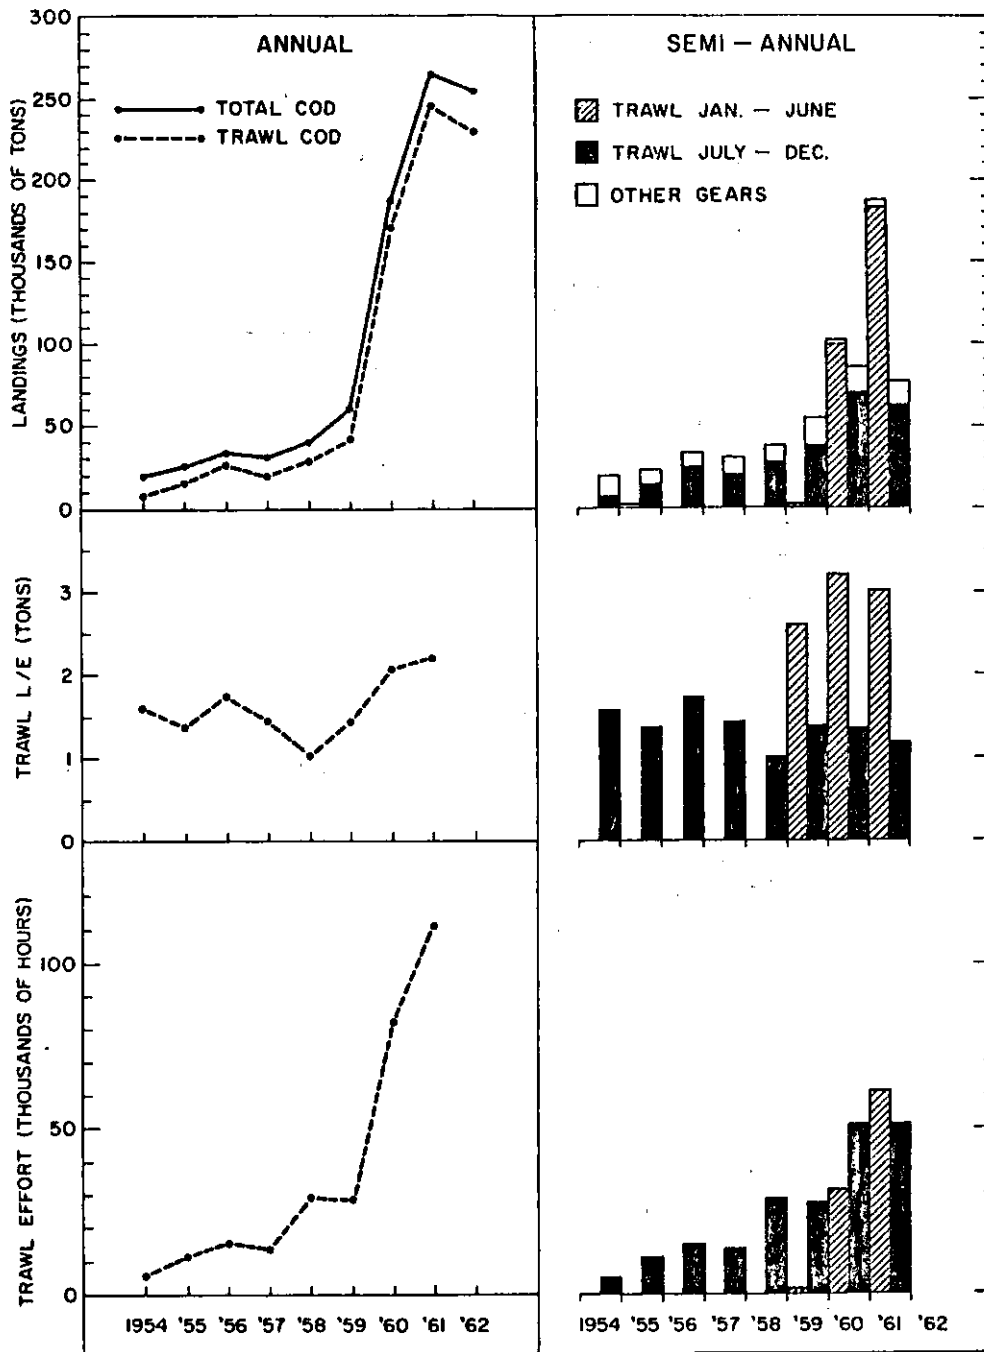 ANNUAL
TOTAL COD
TRAWL COD
LANDINGS (THOUSANDS OF TONS)
300
250
200
150
100
50
0
SEMI — ANNUAL
TRAWL JAN. — JUNE
TRAWL JULY — DEC.
OTHER GEARS
TRAWL L/E (TONS)
3
2
1
0
TRAWL EFFORT (THOUSANDS OF HOURS)
100
50
0
1954 '55 '56 '57 '58 '59 '60 '61 '62
1954 '55 '56 '57 '58 '59 '60 '61 '62